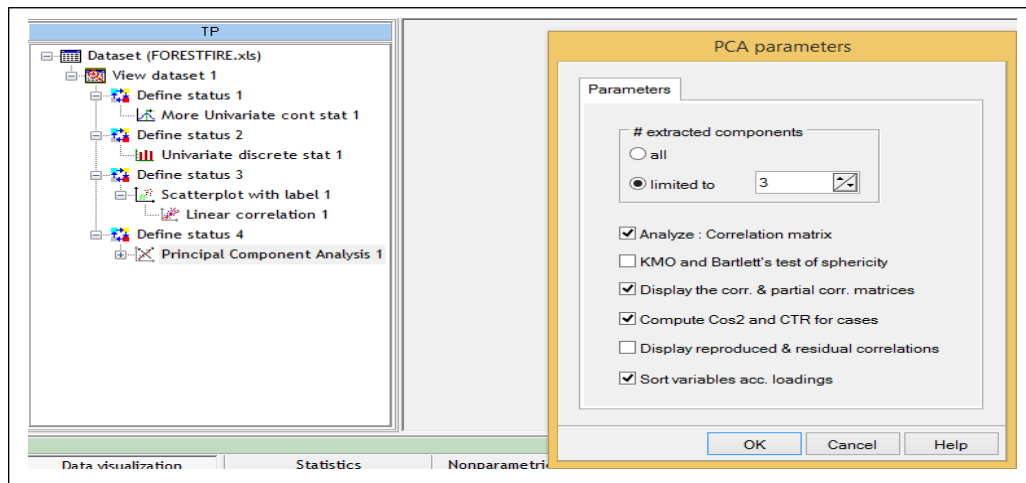 TP
Dataset (FORESTFIRE.xls)
View dataset 1
Define status 1
More Univariate cont stat 1
Define status 2
Univariate discrete stat 1
Define status 3
Scatterplot with label 1
Linear correlation 1
Define status 4
Principal Component Analysis 1
PCA parameters
Parameters
# extracted components
all
limited to 3
Analyze : Correlation matrix
KMO and Bartlett's test of sphericity
Display the corr. & partial corr. matrices
Compute Cos2 and CTR for cases
Display reproduced & residual correlations
Sort variables acc. loadings
OK Cancel Help
Data visualization Statistics Nonparametri